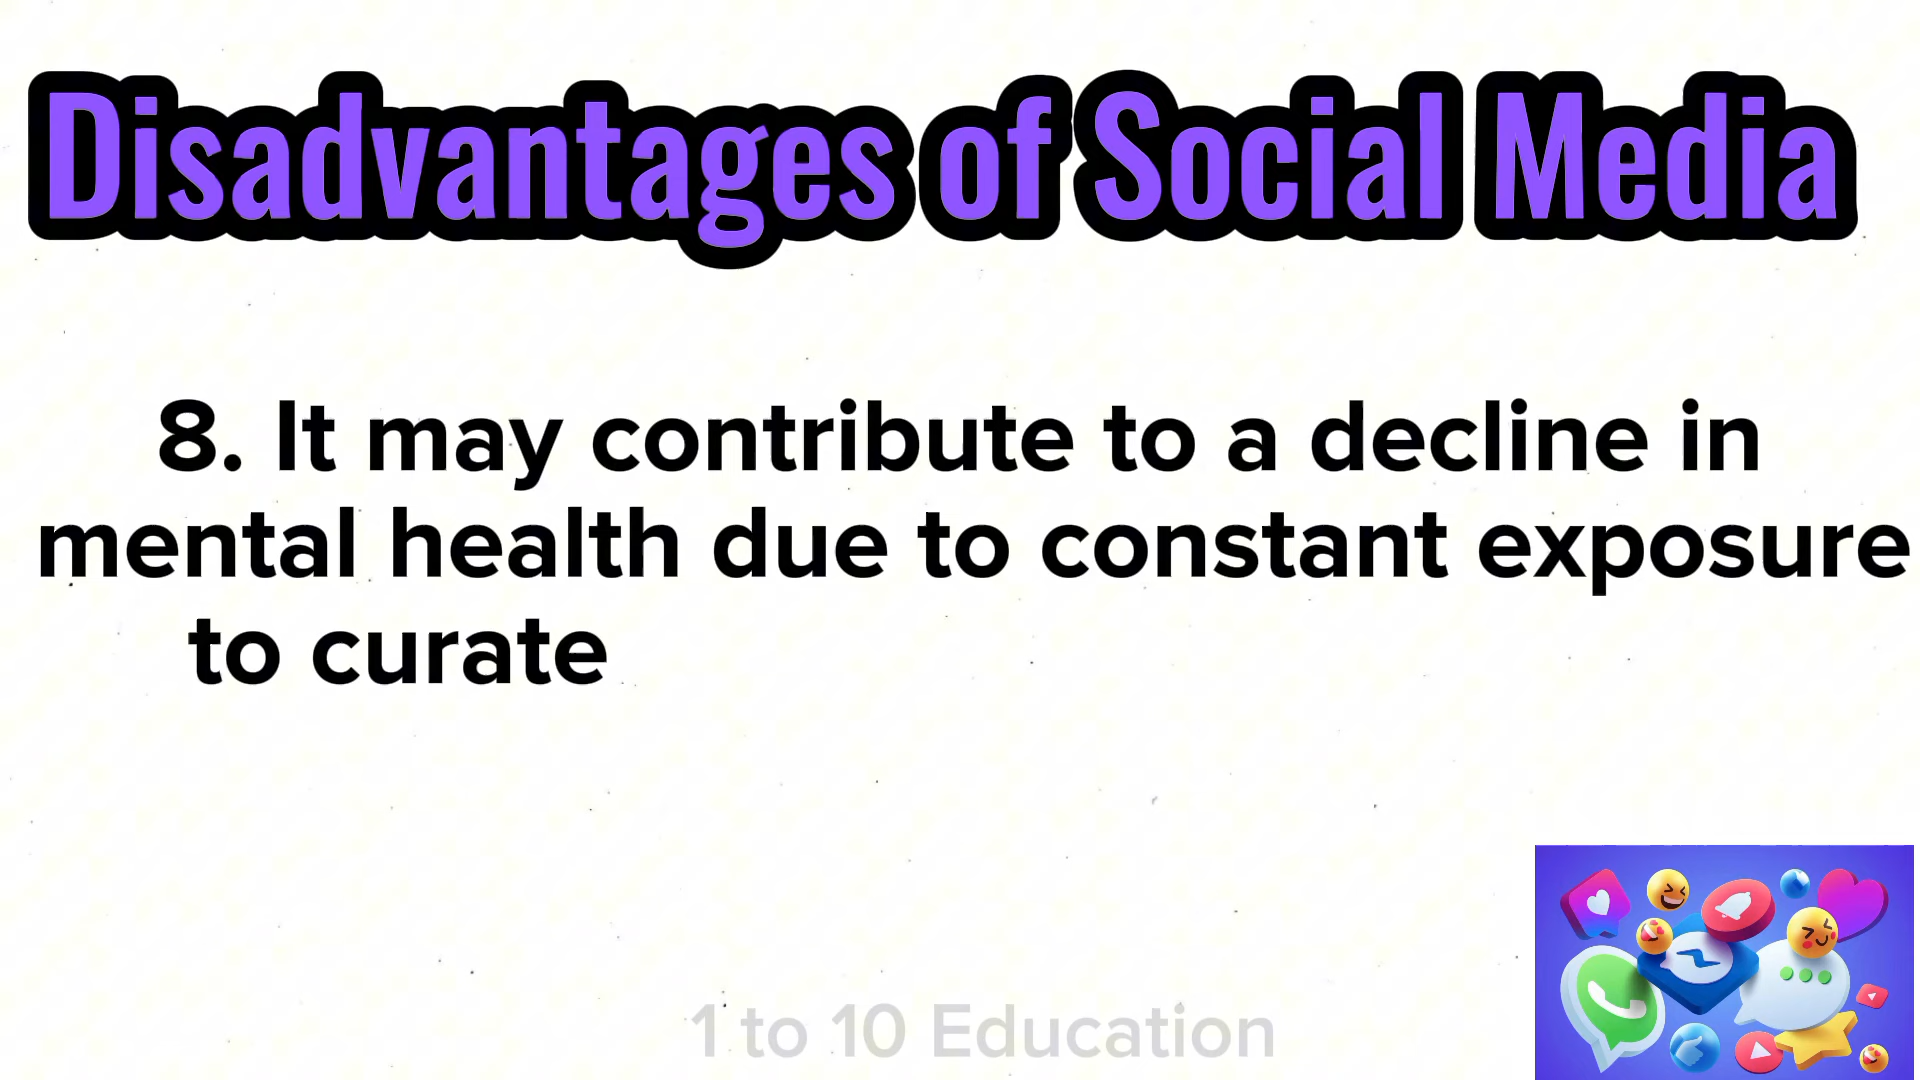 Disadvantages of Social Media
8. It may contribute to a decline in
mental health due to constant exposure
to curate
1 to 10 Education